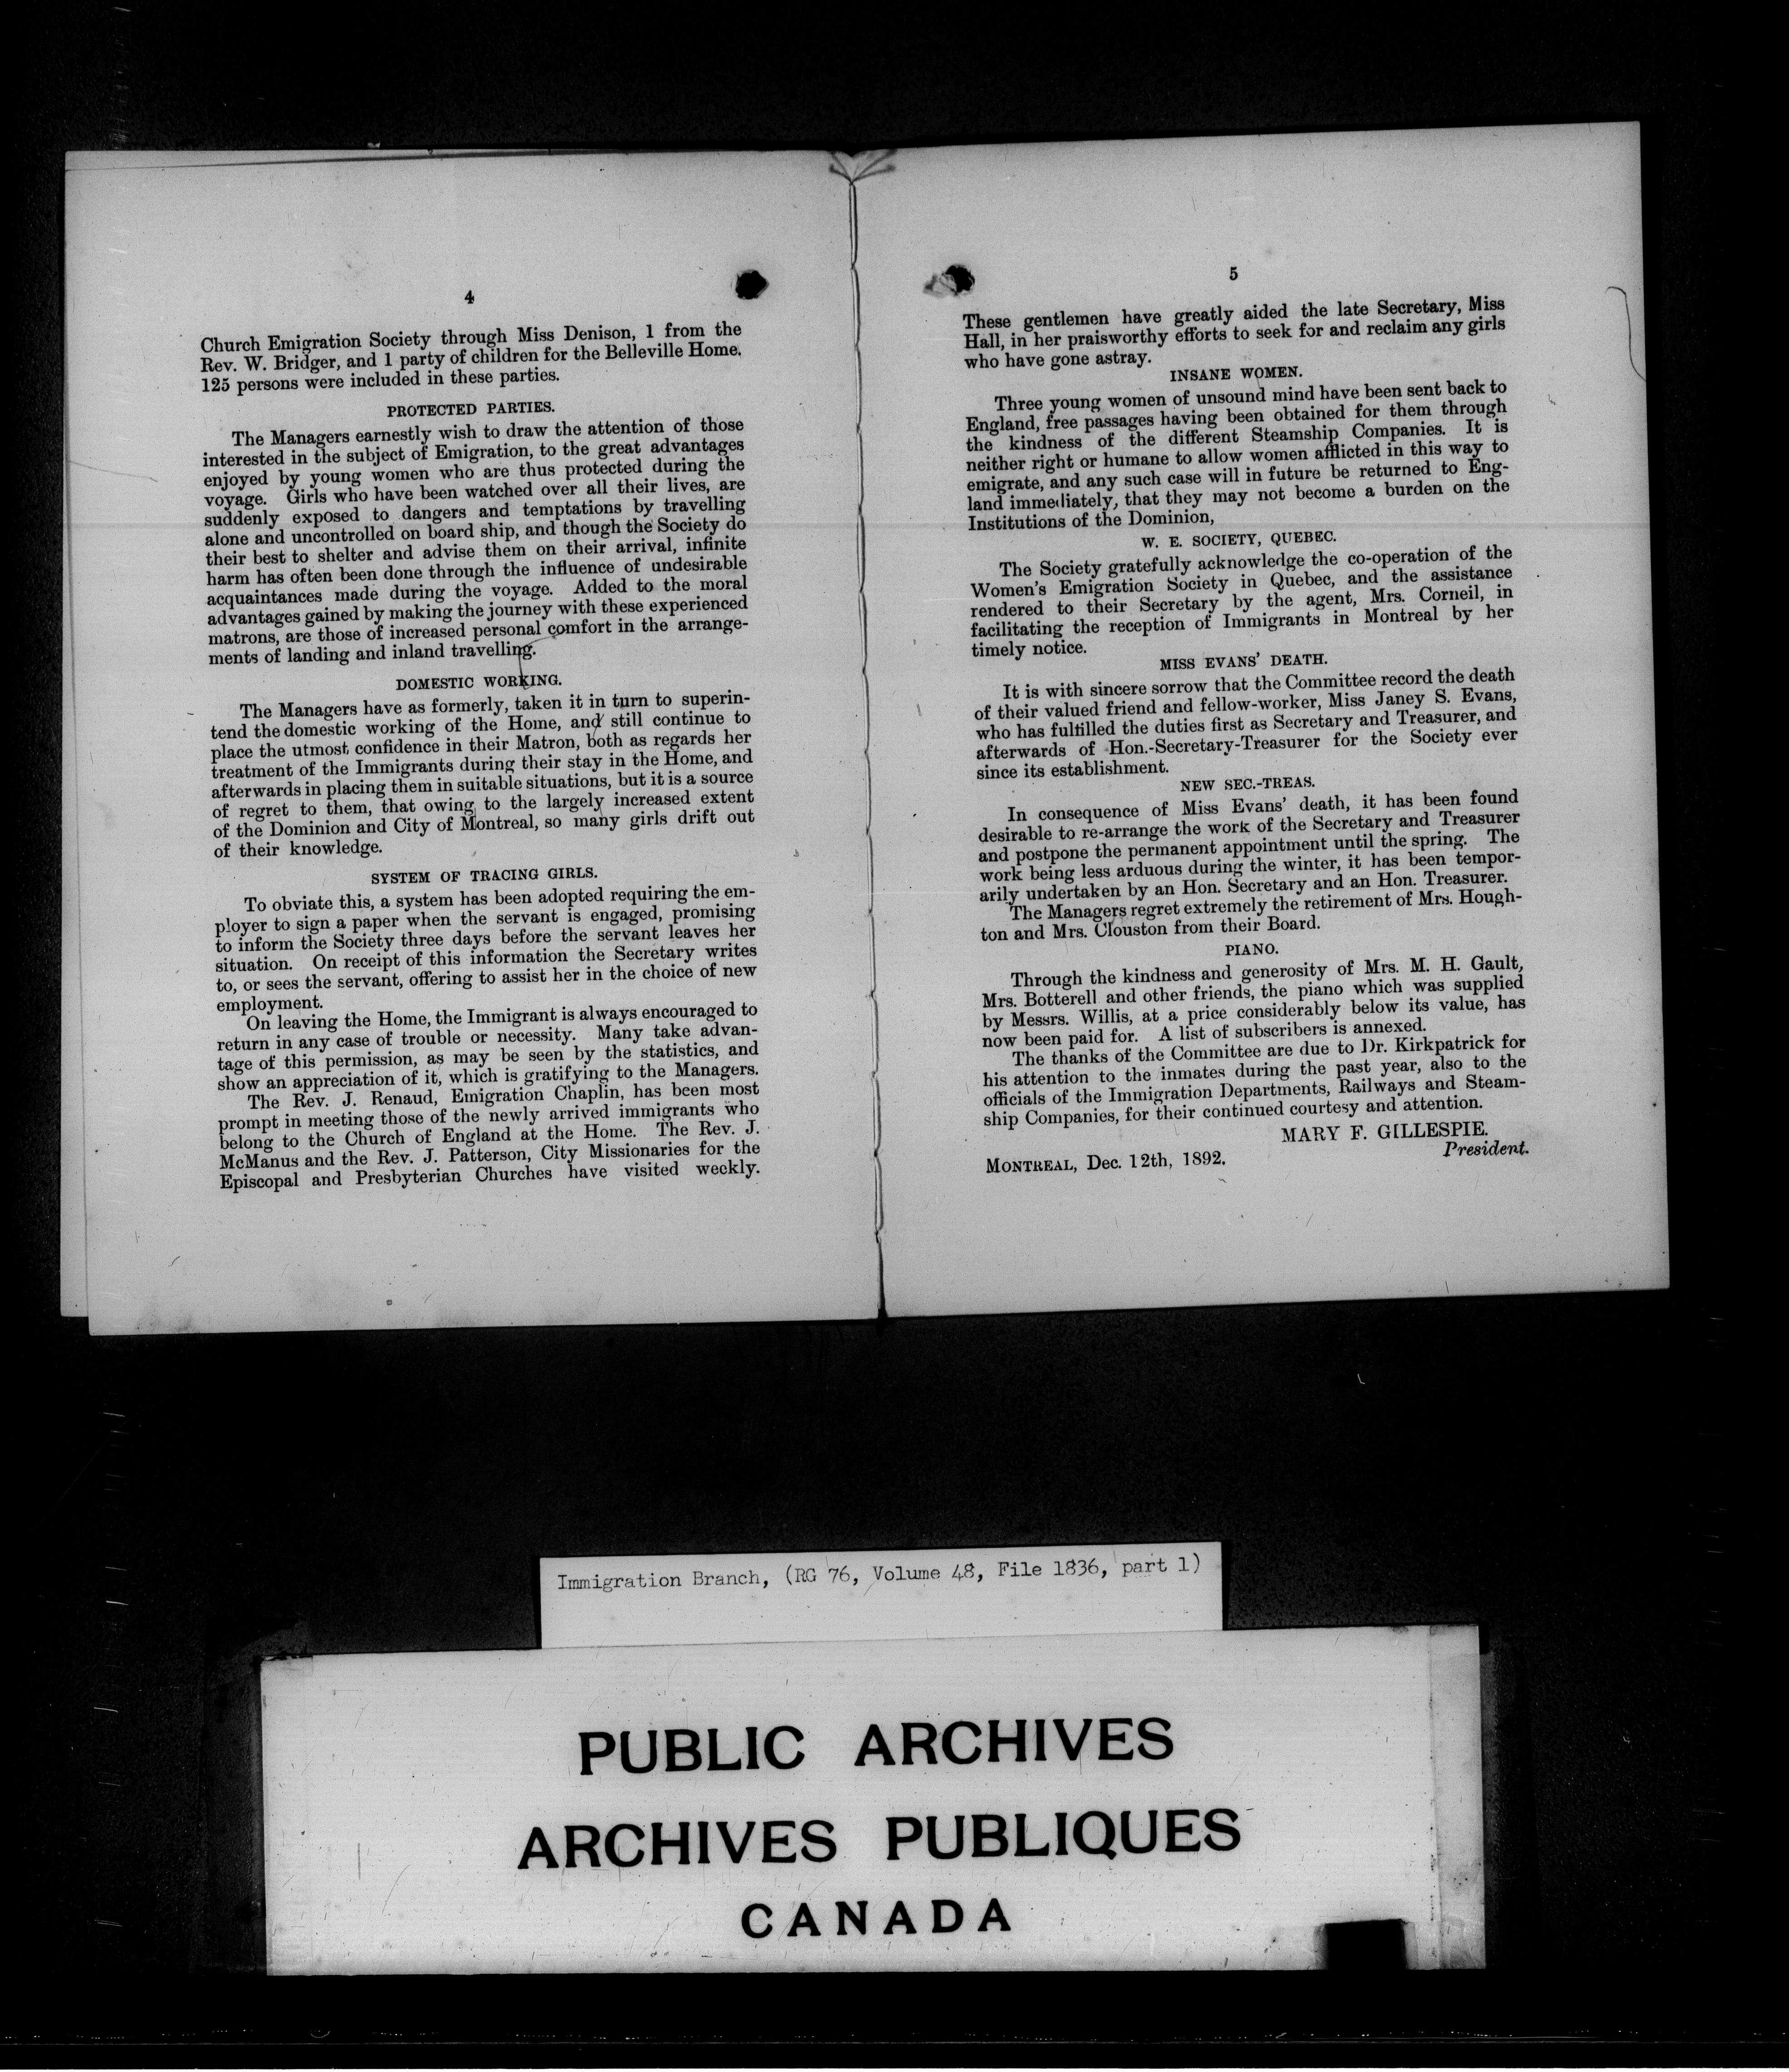 4
Church Emigration Society through Miss Denison, 1 from the
Rev. W. Bridger, and 1 party of children for the Belleville Home.
125 persons were included in these parties.
PROTECTED PARTIES.
The Managers earnestly wish to draw the attention of those
interested in the subject of Emigration, to the great advantages
enjoyed by young women who are thus protected during the
voyage. Girls who have been watched over all their lives, are
suddenly exposed to dangers and temptations by travelling
alone and uncontrolled on board ship, and though the Society do
their best to shelter and advise them on their arrival, infinite
harm has often been done through the influence of undesirable
acquaintances made during the voyage. Added to the moral
advantages gained by making the journey with these experienced
matrons, are those of increased personal comfort in the arrange-
ments of landing and inland travelling.
DOMESTIC WORKING.
The Managers have as formerly, taken it in turn to superin-
tend the domestic working of the Home, and still continue to
place the utmost confidence in their Matron, both as regards her
treatment of the Immigrants during their stay in the Home, and
afterwards in placing them in suitable situations, but it is a source
of regret to them, that owing to the largely increased extent
of the Dominion and City of Montreal, so many girls drift out
of their knowledge.
SYSTEM OF TRACING GIRLS.
To obviate this, a system has been adopted requiring the em-
ployer to sign a paper when the servant is engaged, promising
to inform the Society three days before the servant leaves her
situation. On receipt of this information the Secretary writes
to, or sees the servant, offering to assist her in the choice of new
employment.
On leaving the Home, the Immigrant is always encouraged to
return in any case of trouble or necessity. Many take advan-
tage of this permission, as may be seen by the statistics, and
show an appreciation of it, which is gratifying to the Managers.
The Rev. J. Renaud, Emigration Chaplin, has been most
prompt in meeting those of the newly arrived immigrants who
belong to the Church of England at the Home. The Rev. J.
McManus and the Rev. J. Patterson, City Missionaries for the
Episcopal and Presbyterian Churches have visited weekly.
5
These gentlemen have greatly aided the late Secretary, Miss
Hall, in her praisworthy efforts to seek for and reclaim any girls
who have gone astray.
INSANE WOMEN.
Three young women of unsound mind have been sent back to
England, free passages having been obtained for them through
the kindness of the different Steamship Companies. It is
neither right or humane to allow women afflicted in this way to
emigrate, and any such case will in future be returned to Eng-
land immediately, that they may not become a burden on the
Institutions of the Dominion,
W. E. SOCIETY, QUEBEC.
The Society gratefully acknowledge the co-operation of the
Women's Emigration Society in Quebec, and the assistance
rendered to their Secretary by the agent, Mrs. Corneil, in
facilitating the reception of Immigrants in Montreal by her
timely notice.
MISS EVANS' DEATH.
It is with sincere sorrow that the Committee record the death
of their valued friend and fellow-worker, Miss Janey S. Evans,
who has fulfilled the duties first as Secretary and Treasurer, and
afterwards of Hon.-Secretary-Treasurer for the Society ever
since its establishment.
NEW SEC.-TREAS.
In consequence of Miss Evans' death, it has been found
desirable to re-arrange the work of the Secretary and Treasurer
and postpone the permanent appointment until the spring. The
work being less arduous during the winter, it has been tempor-
arily undertaken by an Hon. Secretary and an Hon. Treasurer.
The Managers regret extremely the retirement of Mrs. Hough-
ton and Mrs. Clouston from their Board.
PIANO.
Through the kindness and generosity of Mrs. M. H. Gault,
Mrs. Botterell and other friends, the piano which was supplied
by Messrs. Willis, at a price considerably below its value, has
now been paid for. A list of subscribers is annexed.
The thanks of the Committee are due to Dr. Kirkpatrick for
his attention to the inmates during the past year, also to the
officials of the Immigration Departments, Railways and Steam-
ship Companies, for their continued courtesy and attention.
MARY F. GILLESPIE.
President.
MONTREAL, Dec. 12th, 1892.
Immigration Branch, (RG 76, Volume 48, File 1836, part 1)
PUBLIC ARCHIVES
ARCHIVES PUBLIQUES
CANADA